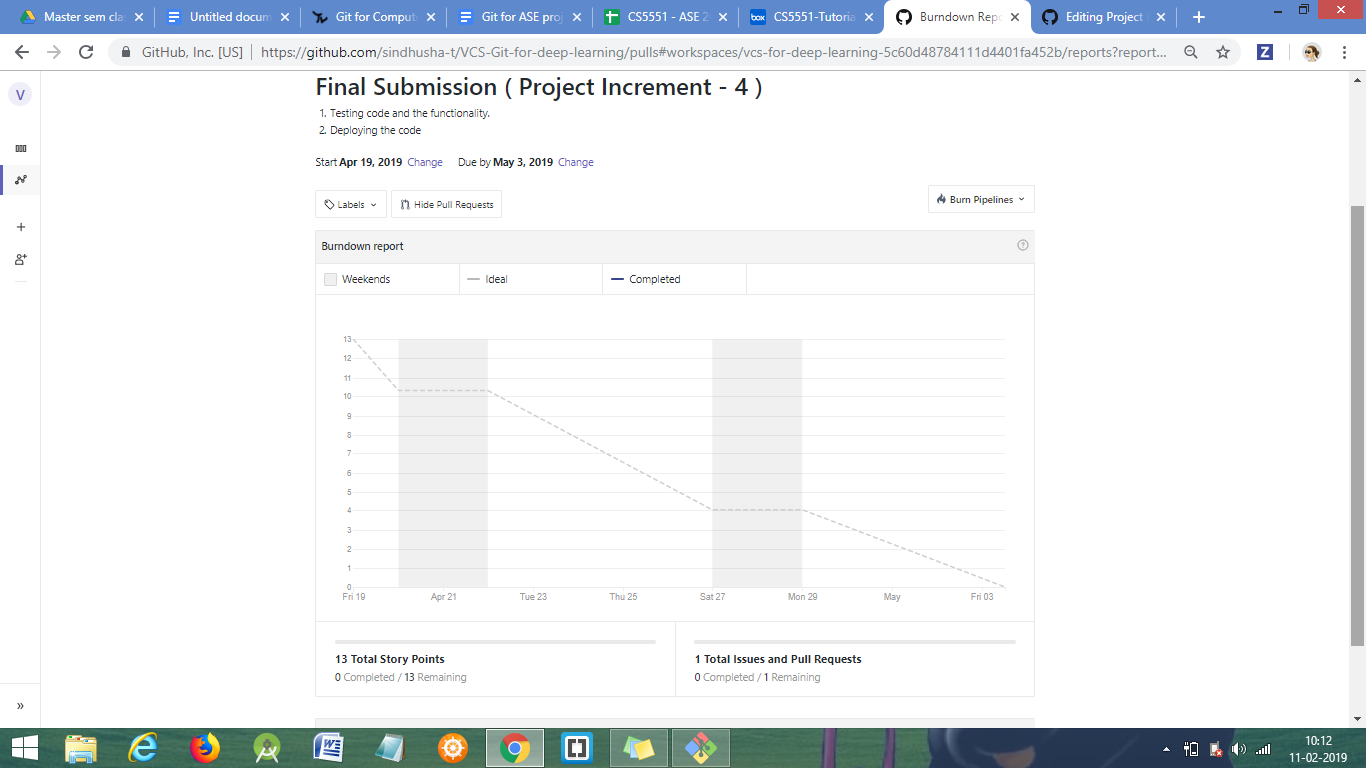 Master sem cla
Untitled docum
Git for Comput
Git for ASE proj
CS5551 - ASE 2
CS5551-Tutoria
Burndown Repo
Editing Project I
GitHub, Inc. [US]
https://github.com/sindhusha-t/VCS-Git-for-deep-learning/pulls#workspaces/vcs-for-deep-learning-5c60d48784111d4401fa452b/reports?report...
Z
V
Final Submission ( Project Increment - 4 )
1. Testing code and the functionality.
2. Deploying the code
Start Apr 19, 2019 Change Due by May 3, 2019 Change
Labels
Hide Pull Requests
Burn Pipelines
Burndown report
Weekends
Ideal
Completed
13
12
11
10
9
8
7
6
5
4
3
2
1
0
Fri 19
Apr 21
Tue 23
Thu 25
Sat 27
Mon 29
May
Fri 03
13 Total Story Points
0 Completed / 13 Remaining
1 Total Issues and Pull Requests
0 Completed / 1 Remaining
»
10:12
11-02-2019